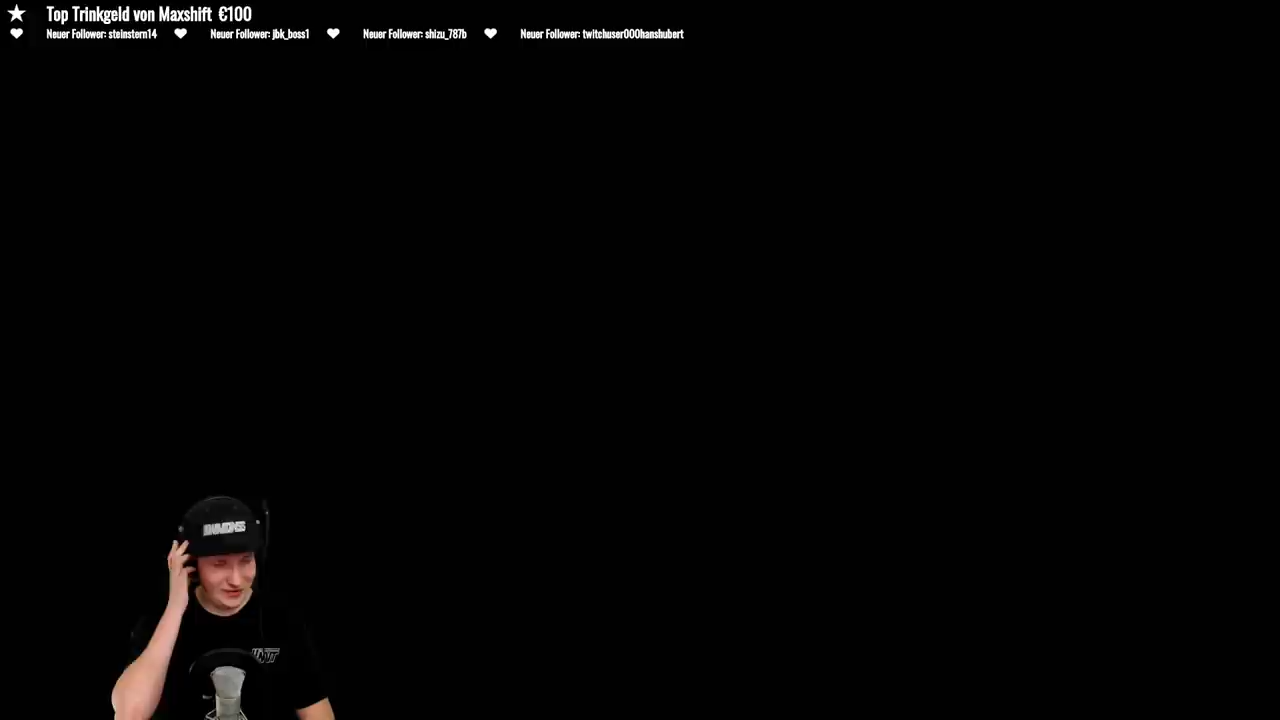 Top Trinkgeld von Maxshift €100
Neuer Follower: steinstern14 Neuer Follower: jbk_boss1 Neuer Follower: shizu_787b Neuer Follower: twitchuser000hanshubert